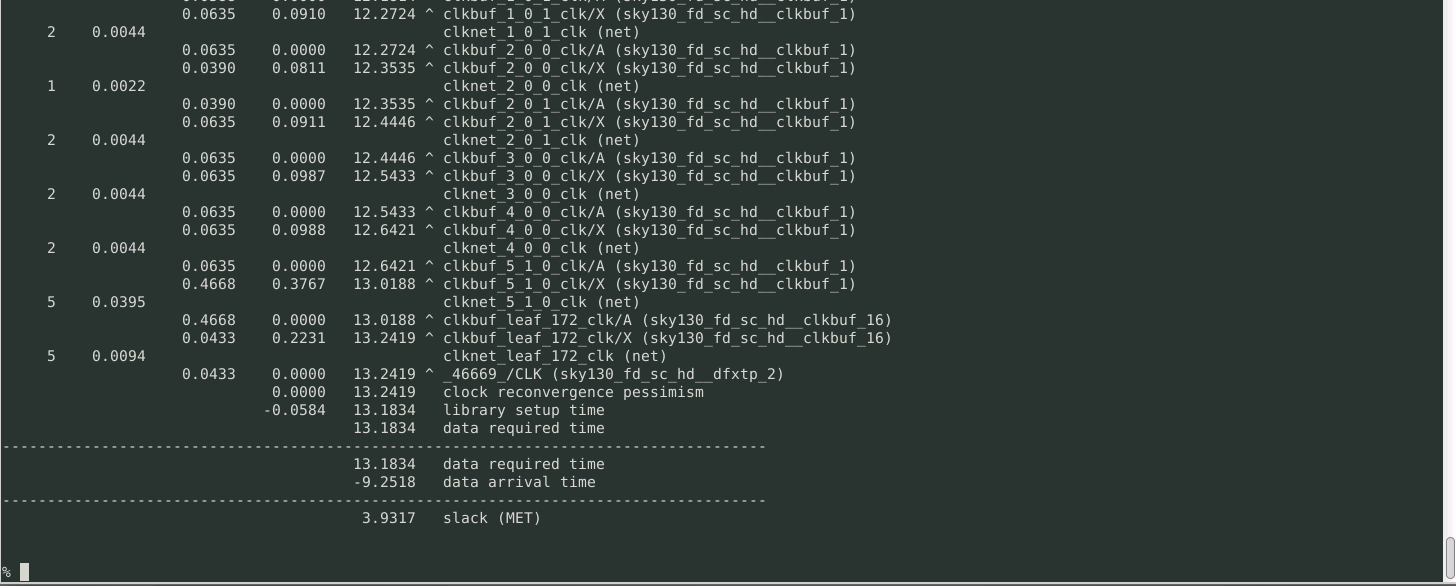 0.0635 0.0910 12.2724 ^ clkbuf_1_0_1_clk/X (sky130_fd_sc_hd__clkbuf_1)
2 0.0044 clknet_1_0_1_clk (net)
0.0635 0.0000 12.2724 ^ clkbuf_2_0_0_clk/A (sky130_fd_sc_hd__clkbuf_1)
0.0390 0.0811 12.3535 ^ clkbuf_2_0_0_clk/X (sky130_fd_sc_hd__clkbuf_1)
1 0.0022 clknet_2_0_0_clk (net)
0.0390 0.0000 12.3535 ^ clkbuf_2_0_1_clk/A (sky130_fd_sc_hd__clkbuf_1)
0.0635 0.0911 12.4446 ^ clkbuf_2_0_1_clk/X (sky130_fd_sc_hd__clkbuf_1)
2 0.0044 clknet_2_0_1_clk (net)
0.0635 0.0000 12.4446 ^ clkbuf_3_0_0_clk/A (sky130_fd_sc_hd__clkbuf_1)
0.0635 0.0987 12.5433 ^ clkbuf_3_0_0_clk/X (sky130_fd_sc_hd__clkbuf_1)
2 0.0044 clknet_3_0_0_clk (net)
0.0635 0.0000 12.5433 ^ clkbuf_4_0_0_clk/A (sky130_fd_sc_hd__clkbuf_1)
0.0635 0.0988 12.6421 ^ clkbuf_4_0_0_clk/X (sky130_fd_sc_hd__clkbuf_1)
2 0.0044 clknet_4_0_0_clk (net)
0.0635 0.0000 12.6421 ^ clkbuf_5_1_0_clk/A (sky130_fd_sc_hd__clkbuf_1)
0.4668 0.3767 13.0188 ^ clkbuf_5_1_0_clk/X (sky130_fd_sc_hd__clkbuf_1)
5 0.0395 clknet_5_1_0_clk (net)
0.4668 0.0000 13.0188 ^ clkbuf_leaf_172_clk/A (sky130_fd_sc_hd__clkbuf_16)
0.0433 0.2231 13.2419 ^ clkbuf_leaf_172_clk/X (sky130_fd_sc_hd__clkbuf_16)
5 0.0094 clknet_leaf_172_clk (net)
0.0433 0.0000 13.2419 ^ _46669_/CLK (sky130_fd_sc_hd__dfxtp_2)
0.0000 13.2419 clock reconvergence pessimism
-0.0584 13.1834 library setup time
13.1834 data required time
-------------------------------------------------------------------------------------
13.1834 data required time
-9.2518 data arrival time
-------------------------------------------------------------------------------------
3.9317 slack (MET)
%